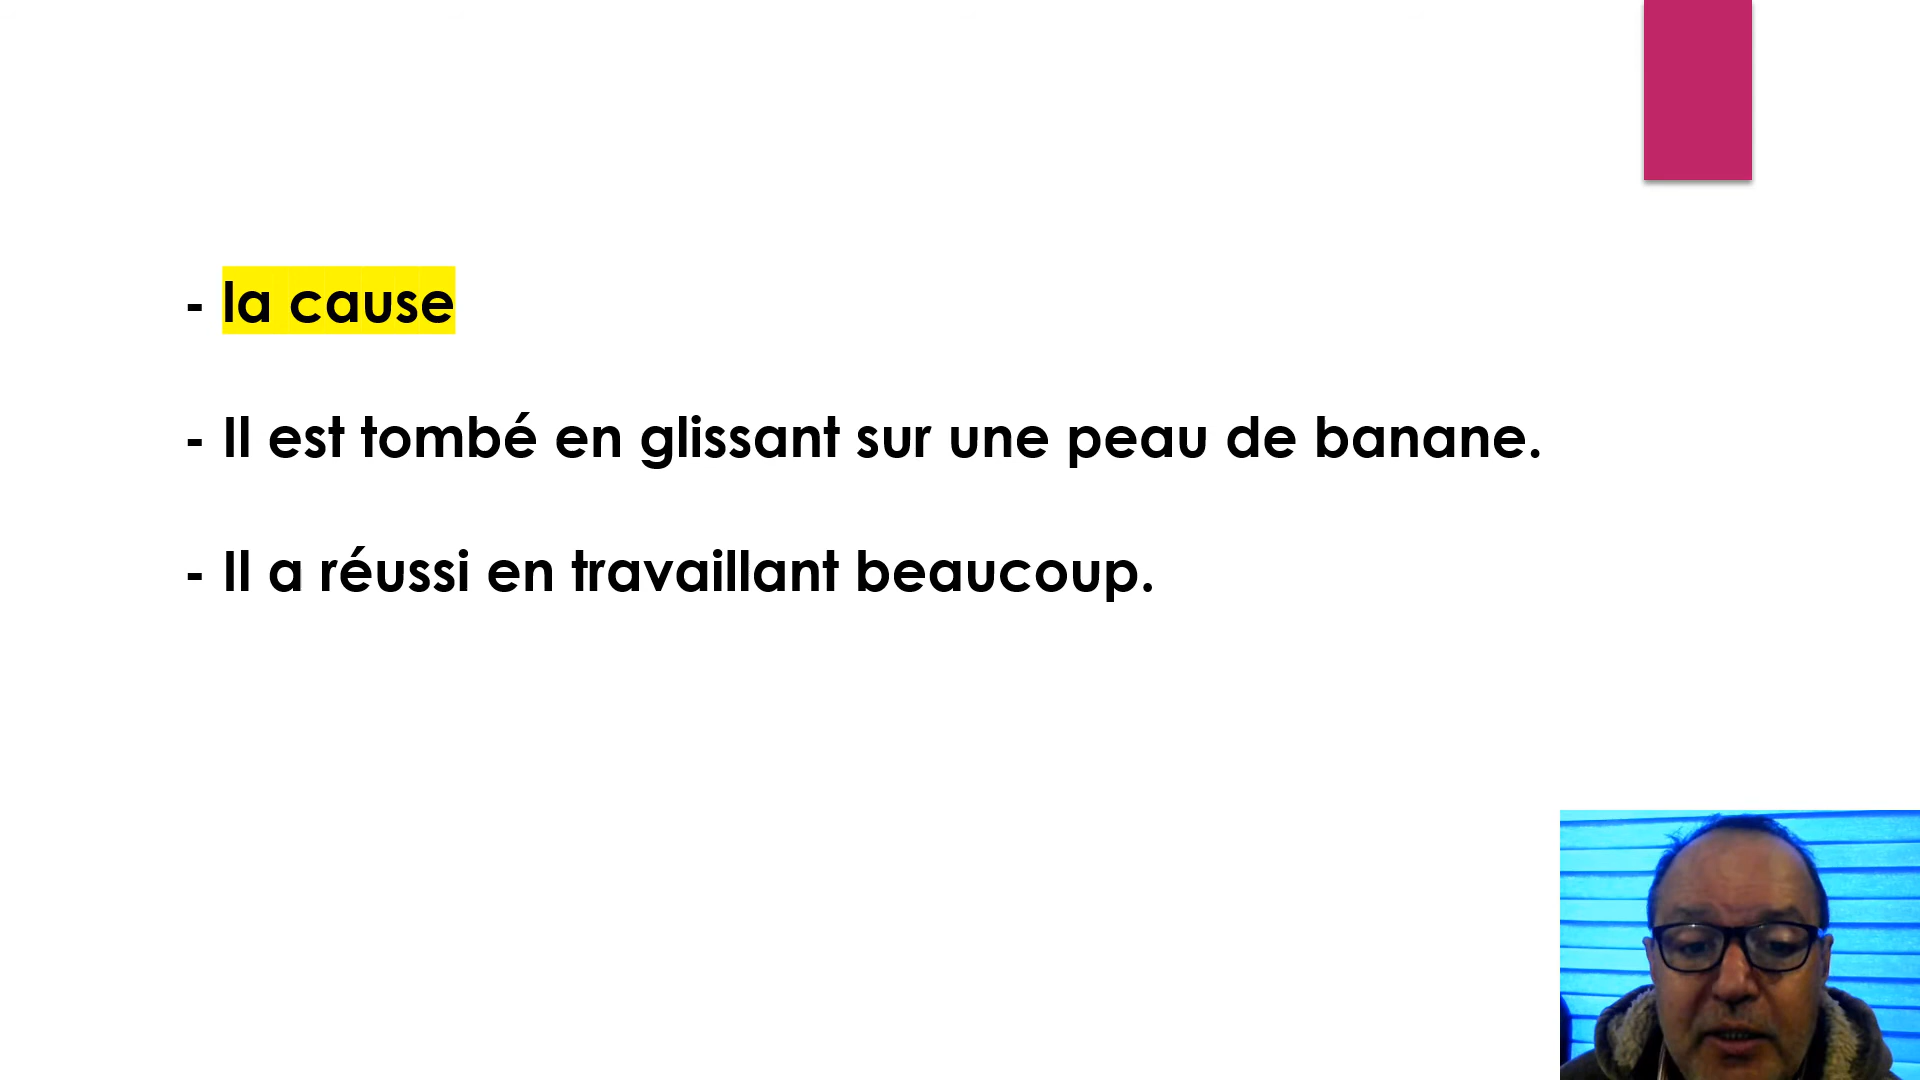 - la cause
- Il est tombé en glissant sur une peau de banane.
- Il a réussi en travaillant beaucoup.